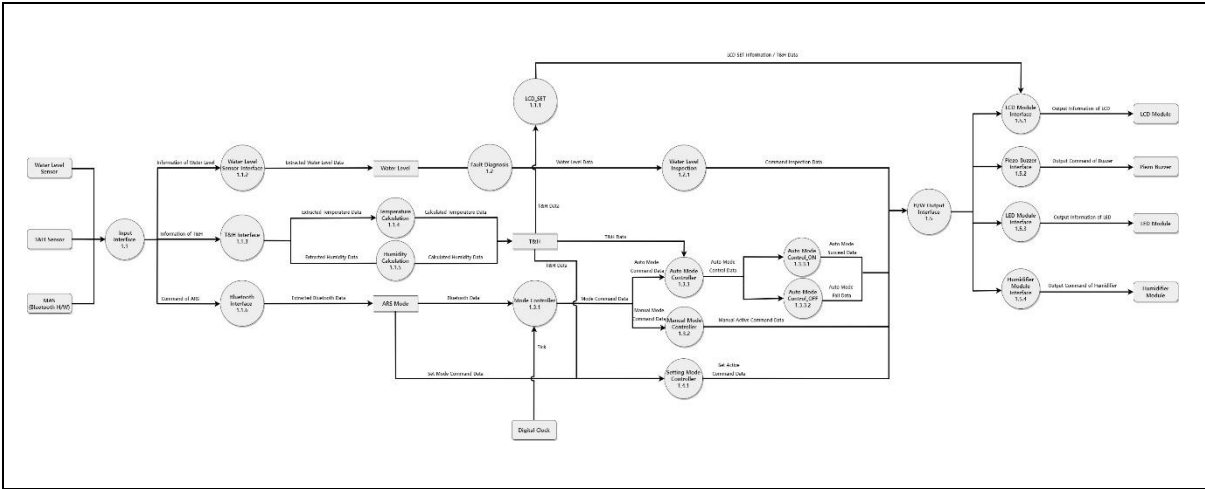 LCD SET Information / T&H Data
LCD_SET
1.1.1
LCD Module
Interface
1.5.1
Output Information of LCD
LCD Module
Water Level
Sensor
Information of Water Level
Water Level
Sensor Interface
1.1.2
Extracted Water Level Data
Water Level
Fault Diagnosis
1.2
Water Level Data
Water Level
Inspection
1.2.1
Command Inspection Data
Piezo Buzzer
Interface
1.5.2
Output Command of Buzzer
Piezo Buzzer
T&H Data
H/W Output
Interface
Extracted Temperature Data
Temperature
Calculation
1.1.4
Calculated Temperature Data
T&H Sensor
Input
Interface
1.1
Information of T&H
T&H Interface
1.1.3
T&H
T&H Data
LED Module
Interface
1.5.3
Output Information of LED
LED Module
Extracted Humidity Data
Humidity
Calculation
1.1.5
Calculated Humidity Data
T&H Data
Auto Mode
Command Data
Auto Mode
Controller
Auto Mode
Control Data
Auto Mode
Control_ON
1.3.3.1
Auto Mode
Succeed Data
MAN
(Bluetooth H/W)
Command of ARS
Bluetooth
Interface
1.1.6
Extracted Bluetooth Data
ARS Mode
Bluetooth Data
Mode Controller
Mode Command Data
Auto Mode
Control_OFF
1.3.3.2
Auto Mode
Fail Data
Humidifier
Module Interface
1.5.4
Output Command of Humidifier
Humidifier
Module
Manual Mode
Command Data
Manual Mode
Controller
1.3.2
Manual Active Command Data
Tick
Set Mode Command Data
Setting Mode
Controller
1.4.1
Set Active
Command Data
Digital Clock